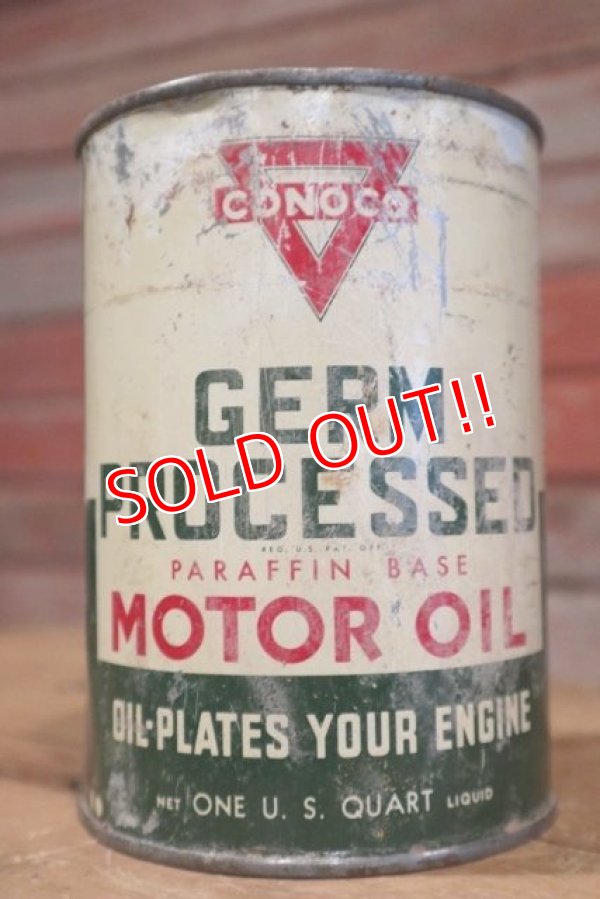 CONOCO
GERM
SOLD OUT!!
PROCESSED
REG. U.S. PAT. OFF.
PARAFFIN BASE
MOTOR OIL
OIL-PLATES YOUR ENGINE
NET ONE U. S. QUART LIQUID